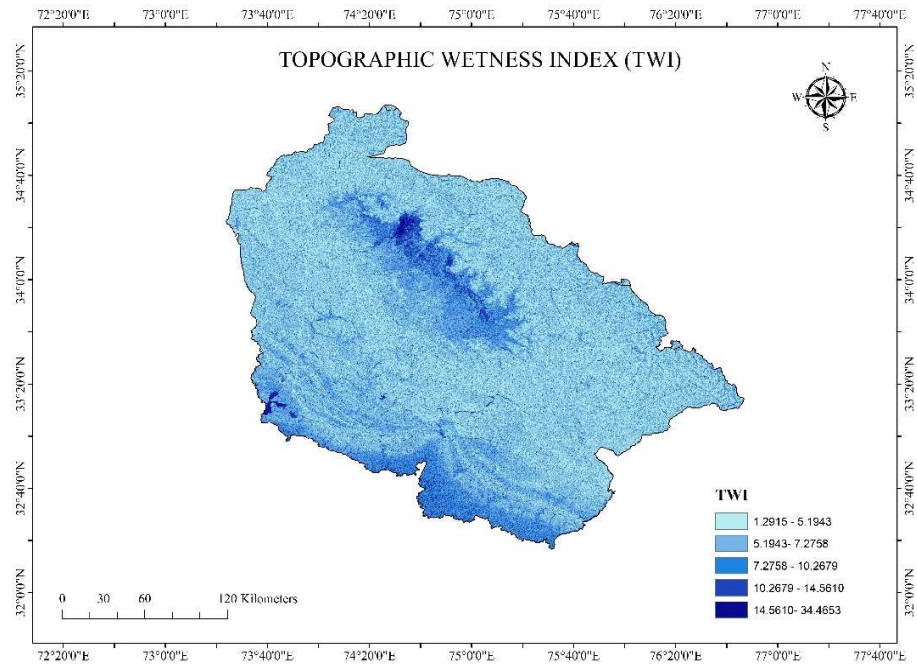 72°20'0"E 73°0'0"E 73°40'0"E 74°20'0"E 75°0'0"E 75°40'0"E 76°20'0"E 77°0'0"E 77°40'0"E
TOPOGRAPHIC WETNESS INDEX (TWI)
N
W E
S
35°20'0"N 35°20'0"N
34°40'0"N 34°40'0"N
34°0'0"N 34°0'0"N
33°20'0"N 33°20'0"N
32°40'0"N 32°40'0"N
32°0'0"N 32°0'0"N
TWI
1.2915 - 5.1943
5.1943- 7.2758
7.2758 - 10.2679
10.2679 - 14.5610
14.5610- 34.4653
0 30 60 120 Kilometers
72°20'0"E 73°0'0"E 73°40'0"E 74°20'0"E 75°0'0"E 75°40'0"E 76°20'0"E 77°0'0"E 77°40'0"E